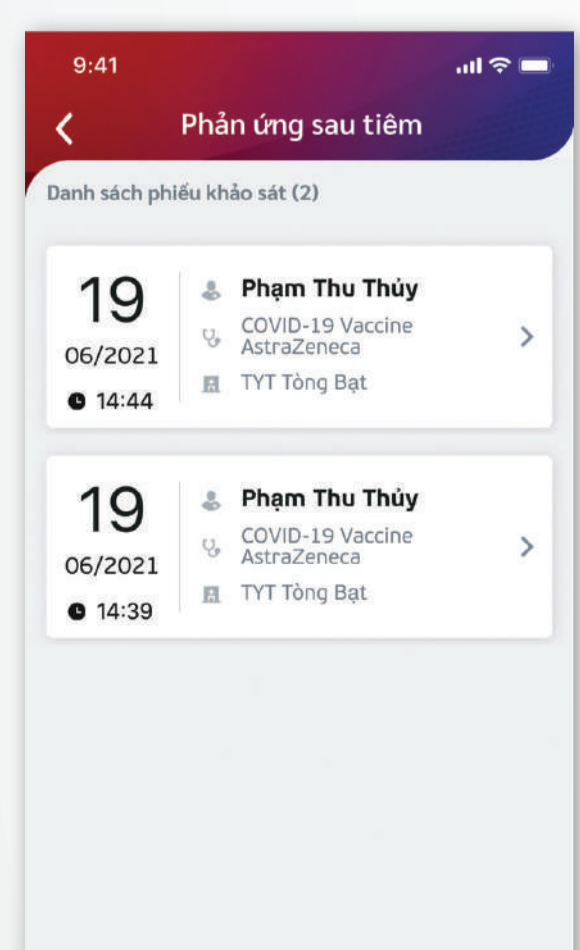 9:41
Phản ứng sau tiêm
Danh sách phiếu khảo sát (2)
19
06/2021
14:44
Phạm Thu Thủy
COVID-19 Vaccine
AstraZeneca
TYT Tòng Bạt
19
06/2021
14:39
Phạm Thu Thủy
COVID-19 Vaccine
AstraZeneca
TYT Tòng Bạt